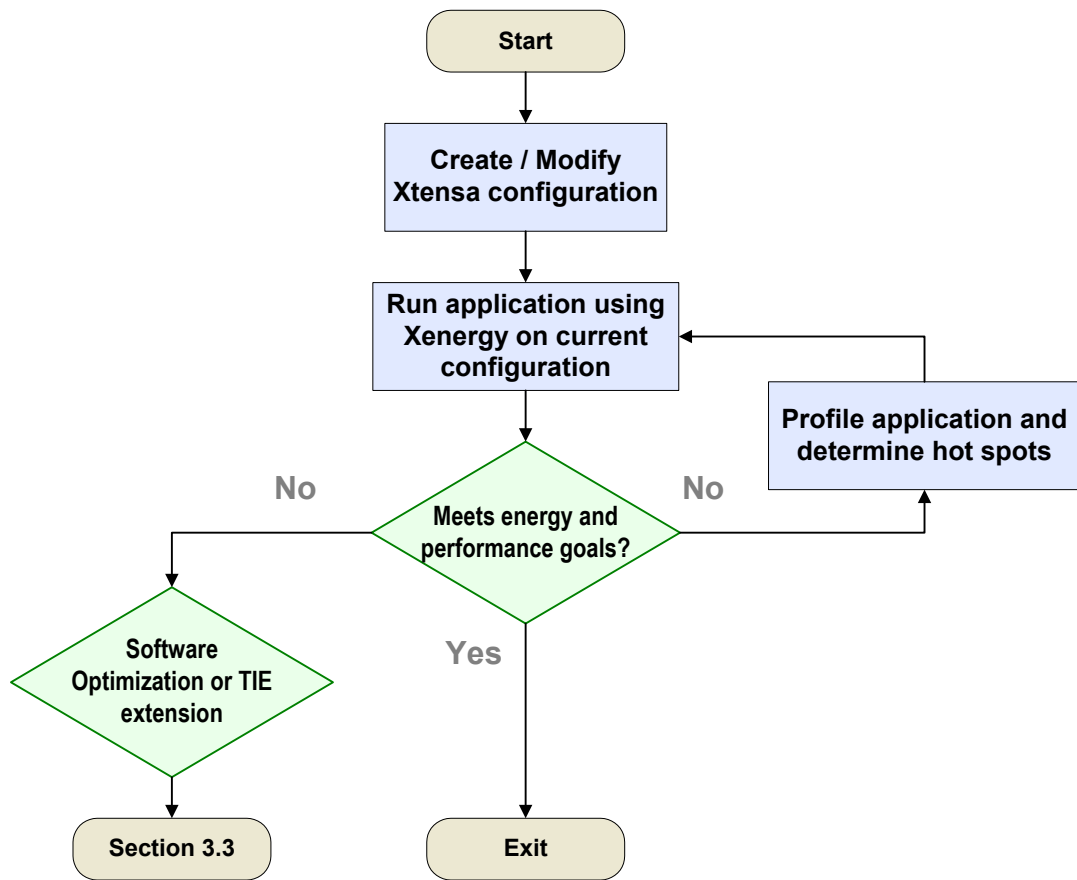 Start
Create / Modify
Xtensa configuration
Run application using
Xenergy on current
configuration
Profile application and
determine hot spots
No
No
Meets energy and
performance goals?
Software
Optimization or TIE
extension
Yes
Section 3.3
Exit